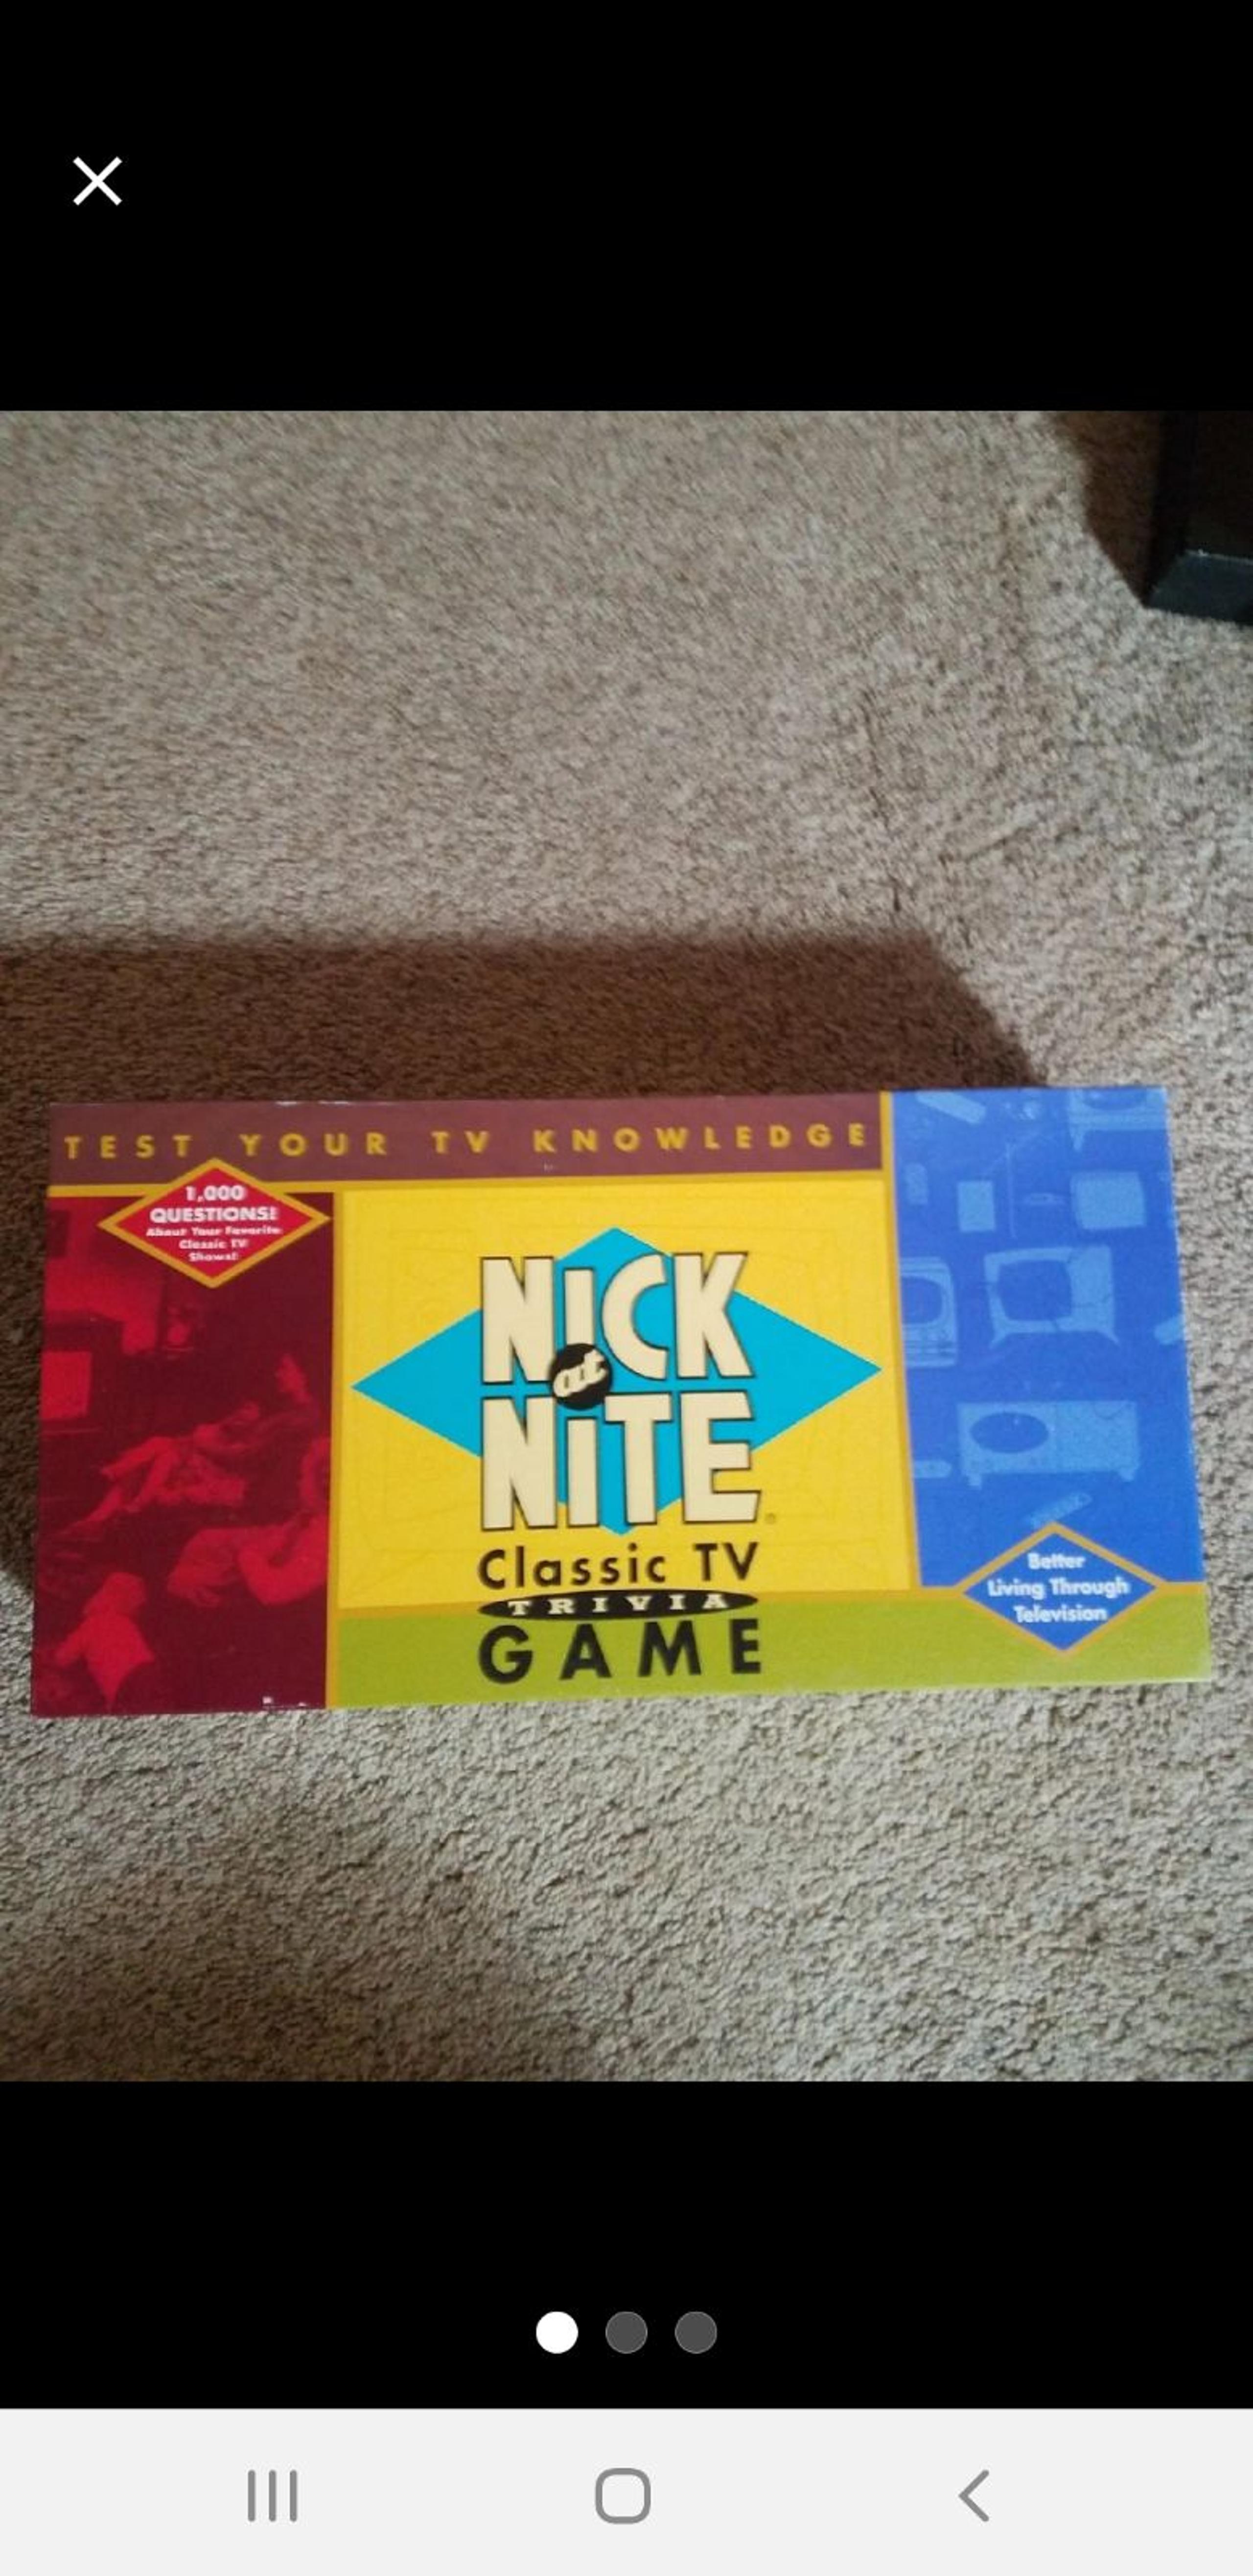 TEST YOUR TV KNOWLEDGE
1,000
QUESTIONS!
About Your Favorite
Classic TV
Shows!
NiCK
at
NiTE
Classic TV
TRIVIA
GAME
Better
Living Through
Television